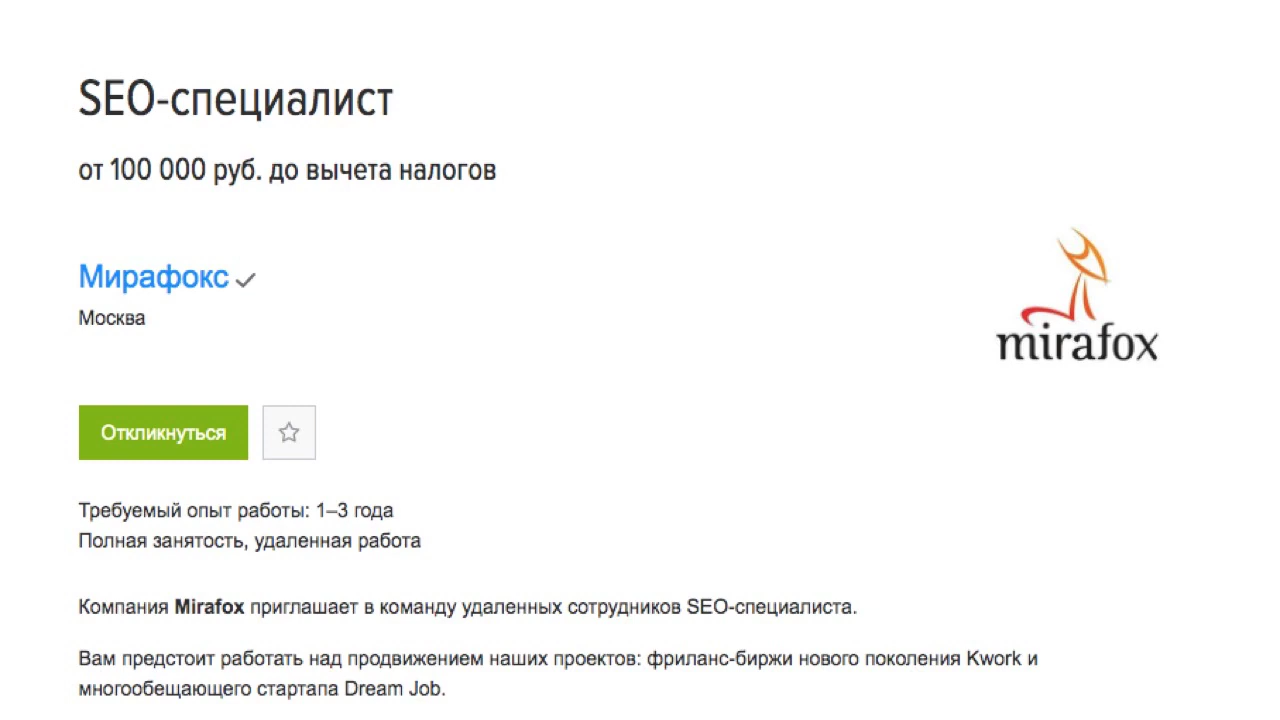 SEO-специалист
от 100 000 руб. до вычета налогов
Мирафокс
Москва
mirafox
Откликнуться
Требуемый опыт работы: 1–3 года
Полная занятость, удаленная работа
Компания Mirafox приглашает в команду удаленных сотрудников SEO-специалиста.
Вам предстоит работать над продвижением наших проектов: фриланс-биржи нового поколения Kwork и
многообещающего стартапа Dream Job.